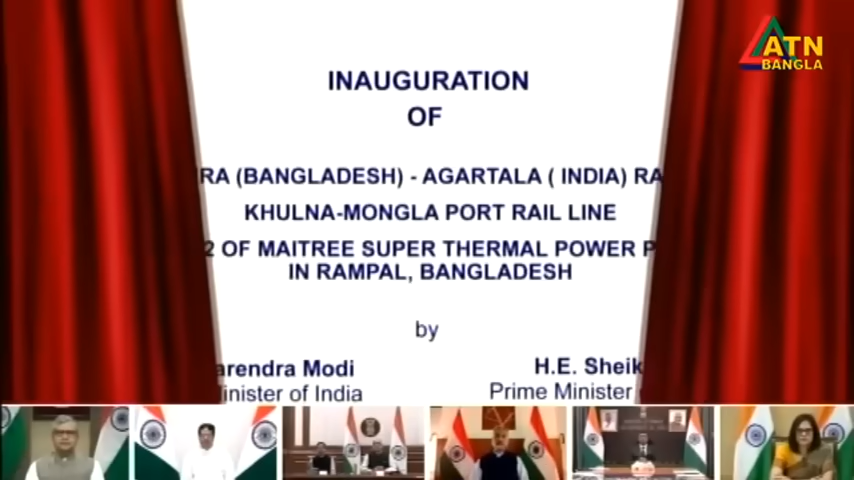 ATN
BANGLA
INAUGURATION
OF
RA (BANGLADESH) - AGARTALA ( INDIA) RA
KHULNA-MONGLA PORT RAIL LINE
2 OF MAITREE SUPER THERMAL POWER P
IN RAMPAL, BANGLADESH
by
arendra Modi
inister of India
H.E. Sheik
Prime Minister